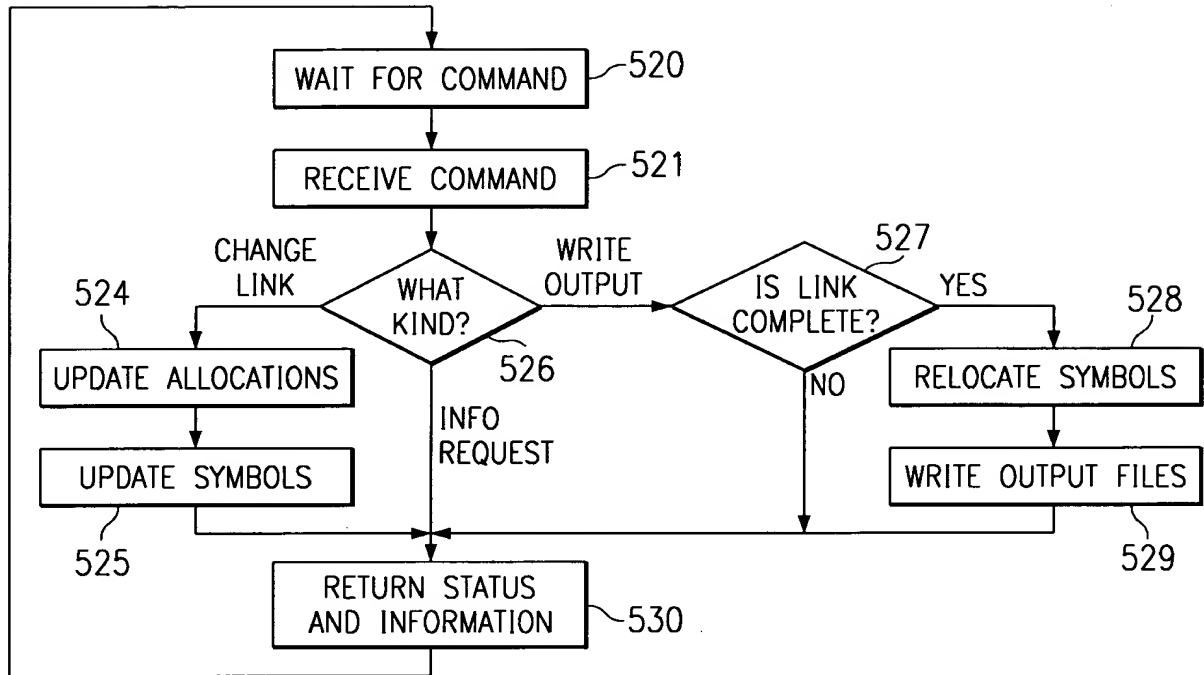 WAIT FOR COMMAND
520
RECEIVE COMMAND
521
CHANGE
LINK
WHAT
KIND?
526
WRITE
OUTPUT
IS LINK
COMPLETE?
527
YES
NO
524
UPDATE ALLOCATIONS
INFO
REQUEST
528
RELOCATE SYMBOLS
UPDATE SYMBOLS
525
WRITE OUTPUT FILES
529
RETURN STATUS
AND INFORMATION
530